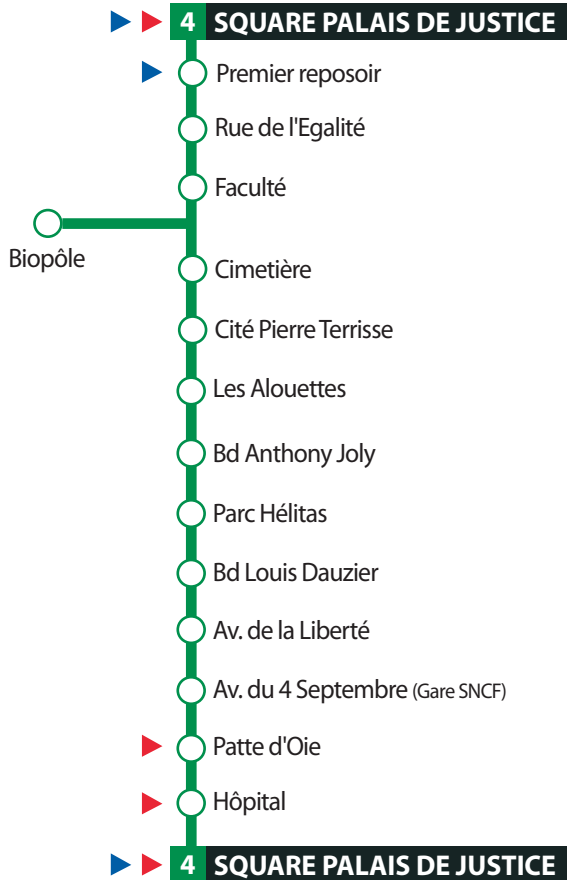 4 SQUARE PALAIS DE JUSTICE
Premier reposoir
Rue de l'Egalité
Faculté
Biopôle
Cimetière
Cité Pierre Terrisse
Les Alouettes
Bd Anthony Joly
Parc Hélitas
Bd Louis Dauzier
Av. de la Liberté
Av. du 4 Septembre (Gare SNCF)
Patte d'Oie
Hôpital
4 SQUARE PALAIS DE JUSTICE